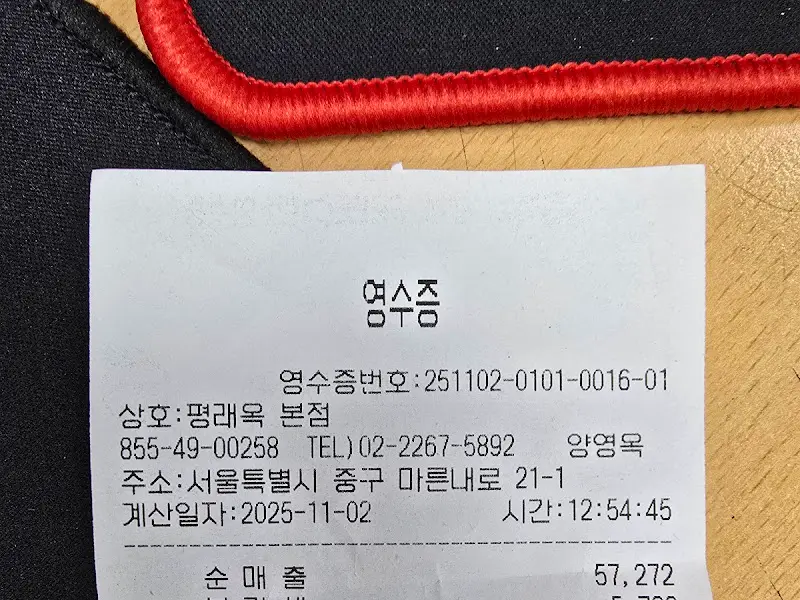 영수증
영수증번호:251102-0101-0016-01
상호:평래옥 본점
855-49-00258 TEL)02-2267-5892 양영옥
주소:서울특별시 중구 마른내로 21-1
계산일자:2025-11-02 시간:12:54:45
순 매 출 57,272